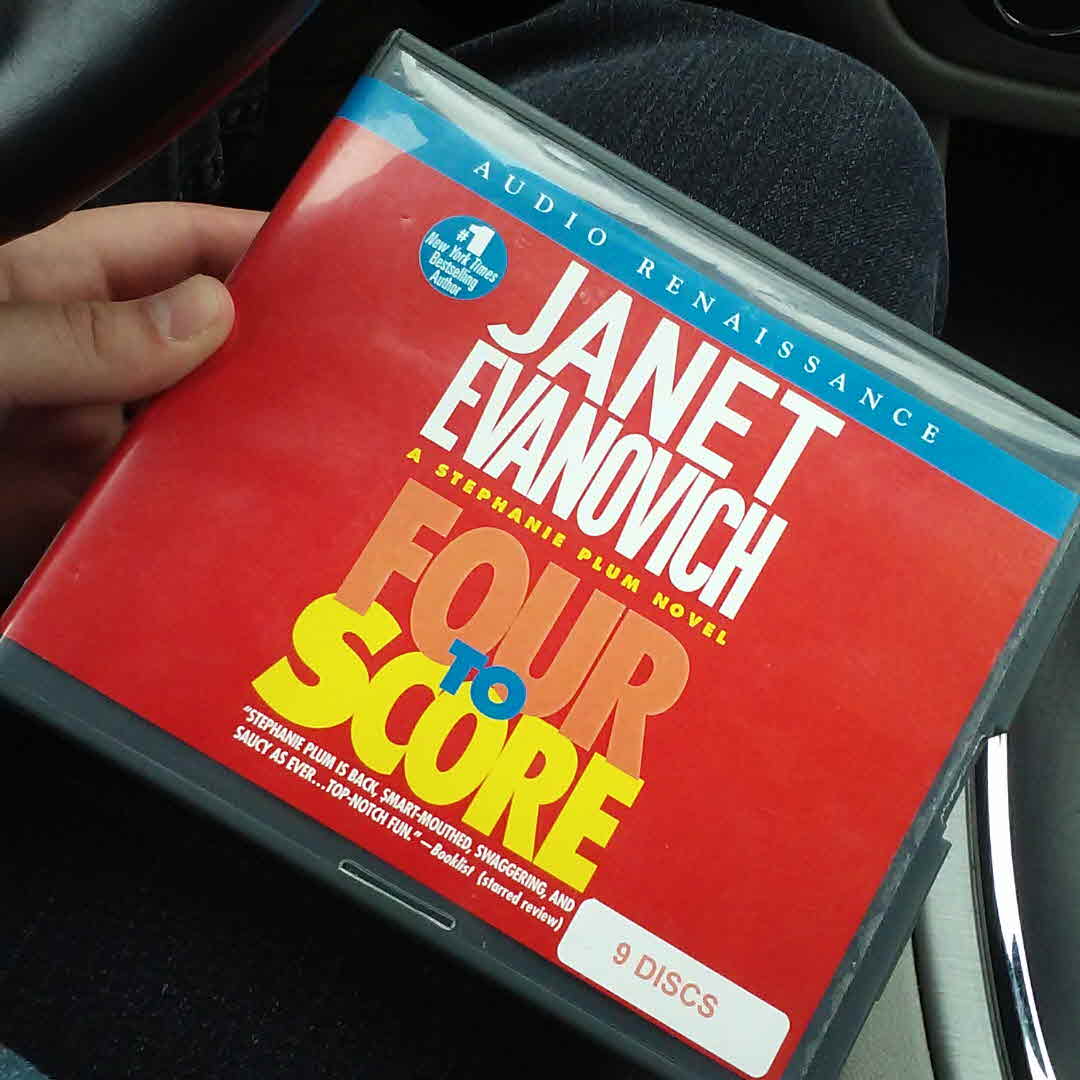 AUDIO RENAISSANCE
#1
New York Times
Bestselling
Author
JANET
EVANOVICH
A STEPHANIE PLUM NOVEL
FOUR
TO
SCORE
"STEPHANIE PLUM IS BACK, SMART-MOUTHED, SWAGGERING, AND
SAUCY AS EVER...TOP-NOTCH FUN." —Booklist (starred review)
9 DISCS